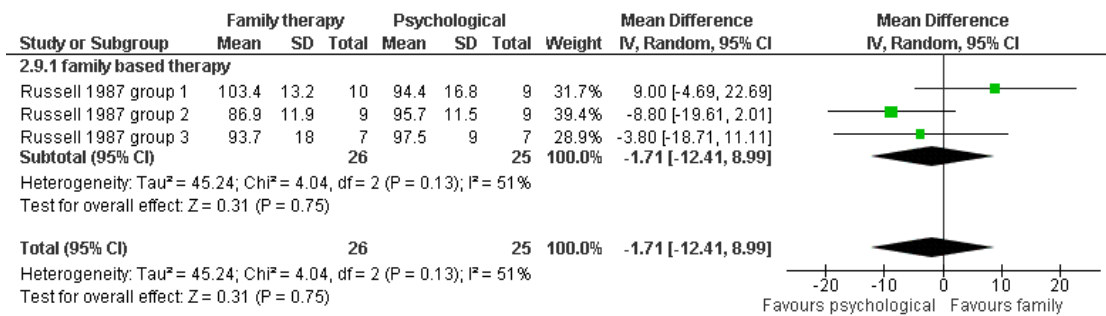 Family therapy Psychological Mean Difference Mean Difference
Study or Subgroup Mean SD Total Mean SD Total Weight IV, Random, 95% CI IV, Random, 95% CI
2.9.1 family based therapy
Russell 1987 group 1 103.4 13.2 10 94.4 16.8 9 31.7% 9.00 [-4.69, 22.69]
Russell 1987 group 2 86.9 11.9 9 95.7 11.5 9 39.4% -8.80 [-19.61, 2.01]
Russell 1987 group 3 93.7 18 7 97.5 9 7 28.9% -3.80 [-18.71, 11.11]
Subtotal (95% CI) 26 25 100.0% -1.71 [-12.41, 8.99]
Heterogeneity: Tau² = 45.24; Chi² = 4.04, df = 2 (P = 0.13); I² = 51%
Test for overall effect: Z = 0.31 (P = 0.75)
Total (95% CI) 26 25 100.0% -1.71 [-12.41, 8.99]
Heterogeneity: Tau² = 45.24; Chi² = 4.04, df = 2 (P = 0.13); I² = 51%
Test for overall effect: Z = 0.31 (P = 0.75)
-20 -10 0 10 20
Favours psychological Favours family